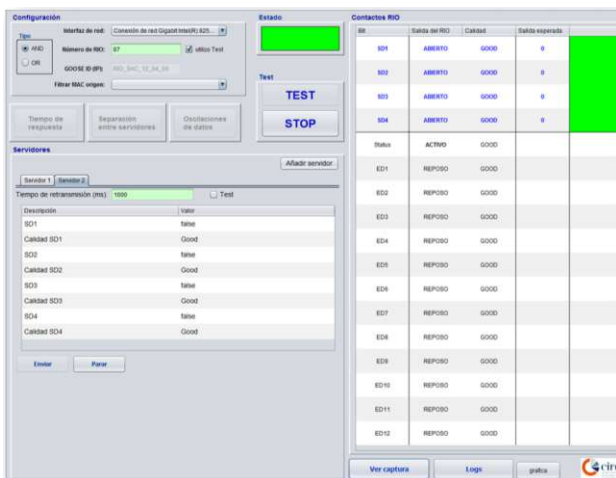 Configuración
Interfaz de red: Conexión de red Gigabit Intel(R) 825...
Tipo
AND
OR
Número de RIO: 97
utiliza Test
GOOSE ID (IP):
Filtrar MAC origen:
Tiempo de respuesta
Separación entre servidores
Oscilaciones de datos
Estado
Test
TEST
STOP
Servidores
Añadir servidor
Servidor 1 Servidor 2
Tiempo de retransmisión (ms): 1000 Test
Descripción Valor
SD1 false
Calidad SD1 Good
SD2 false
Calidad SD2 Good
SD3 false
Calidad SD3 Good
SD4 false
Calidad SD4 Good
Enviar Parar
Contactos RIO
Bit Salida del RIO Calidad Salida esperada
SD1 ABIERTO GOOD 0
SD2 ABIERTO GOOD 0
SD3 ABIERTO GOOD 0
SD4 ABIERTO GOOD 0
Status ACTIVO GOOD
ED1 REPOSO GOOD
ED2 REPOSO GOOD
ED3 REPOSO GOOD
ED4 REPOSO GOOD
ED5 REPOSO GOOD
ED6 REPOSO GOOD
ED7 REPOSO GOOD
ED8 REPOSO GOOD
ED9 REPOSO GOOD
ED10 REPOSO GOOD
ED11 REPOSO GOOD
ED12 REPOSO GOOD
Ver captura Logs grafica